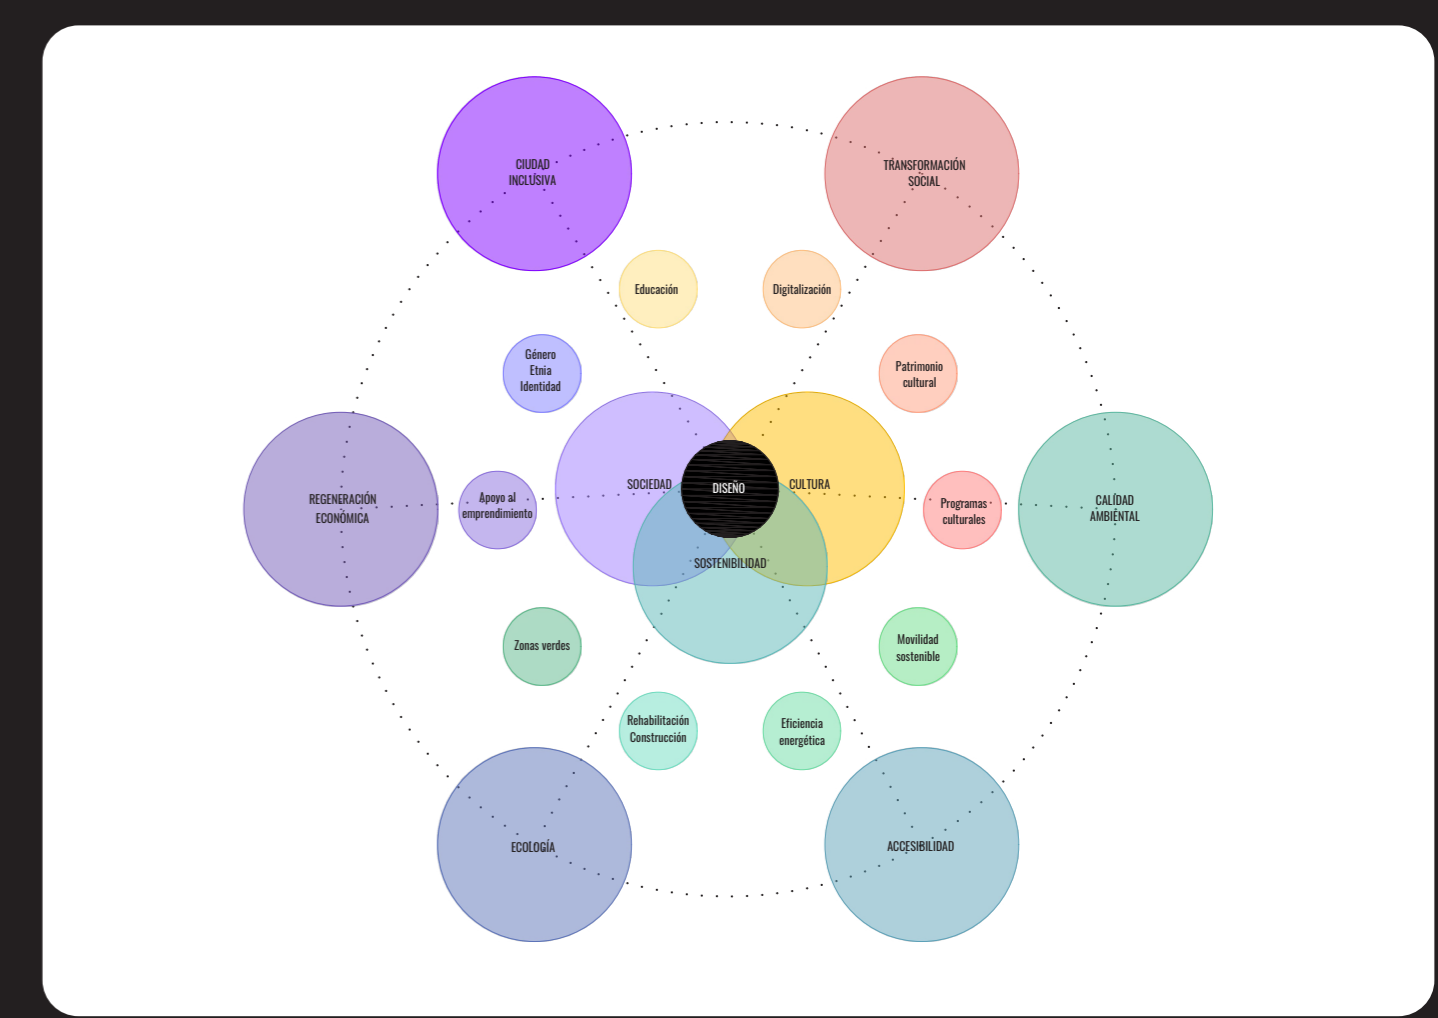 CIUDAD
INCLUSIVA
TRANSFORMACIÓN
SOCIAL
Educación
Digitalización
Género
Etnia
Identidad
Patrimonio
cultural
REGENERACIÓN
ECONÓMICA
Apoyo al
emprendimiento
SOCIEDAD
DISEÑO
CULTURA
Programas
culturales
CALIDAD
AMBIENTAL
SOSTENIBILIDAD
Zonas verdes
Movilidad
sostenible
Rehabilitación
Construcción
Eficiencia
energética
ECOLOGÍA
ACCESIBILIDAD